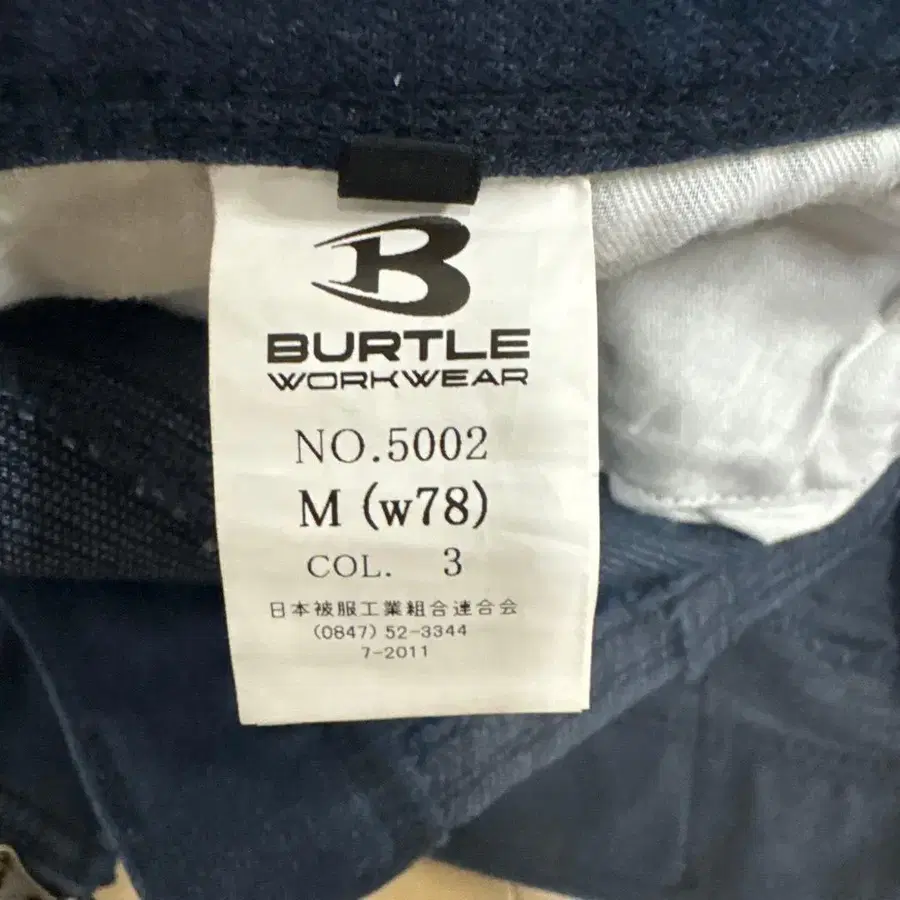 B
BURTLE
WORKWEAR
NO.5002
M (w78)
COL. 3
日本被服工業組合連合会
(0847) 52-3344
7-2011